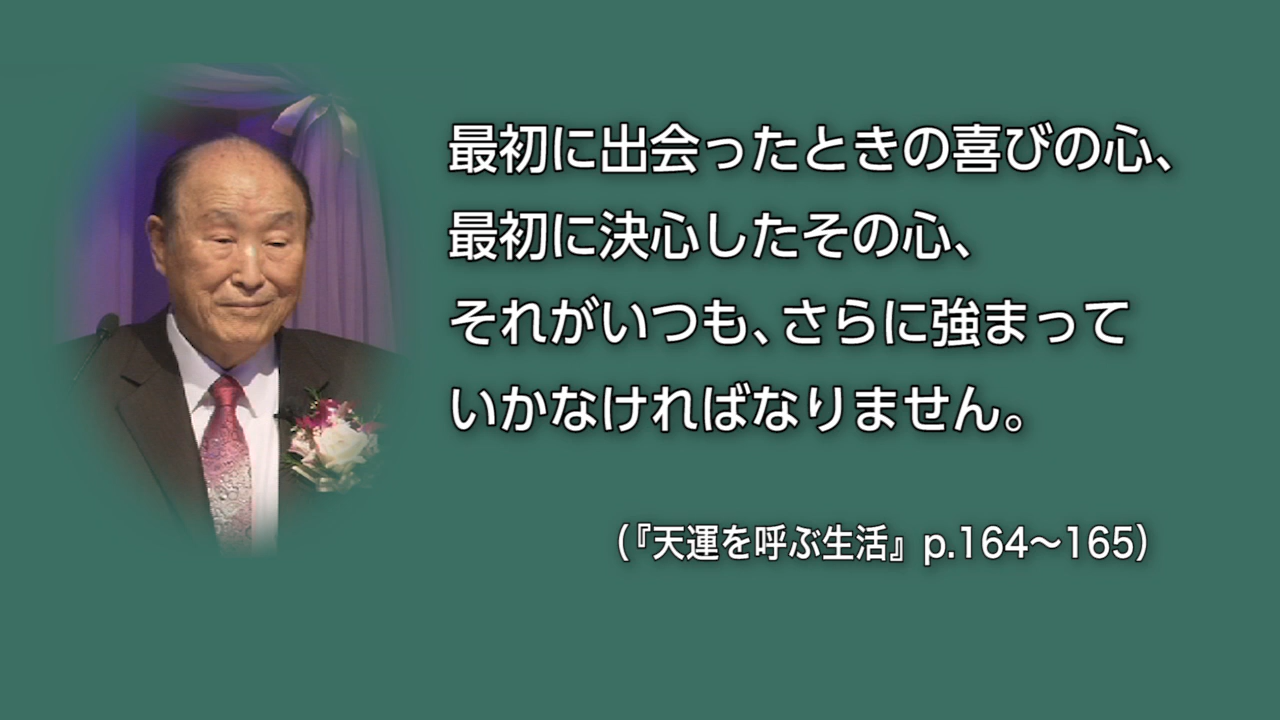 最初に出会ったときの喜びの心、
最初に決心したその心、
それがいつも、さらに強まって
いかなければなりません。
（『天運を呼ぶ生活』p.164〜165）